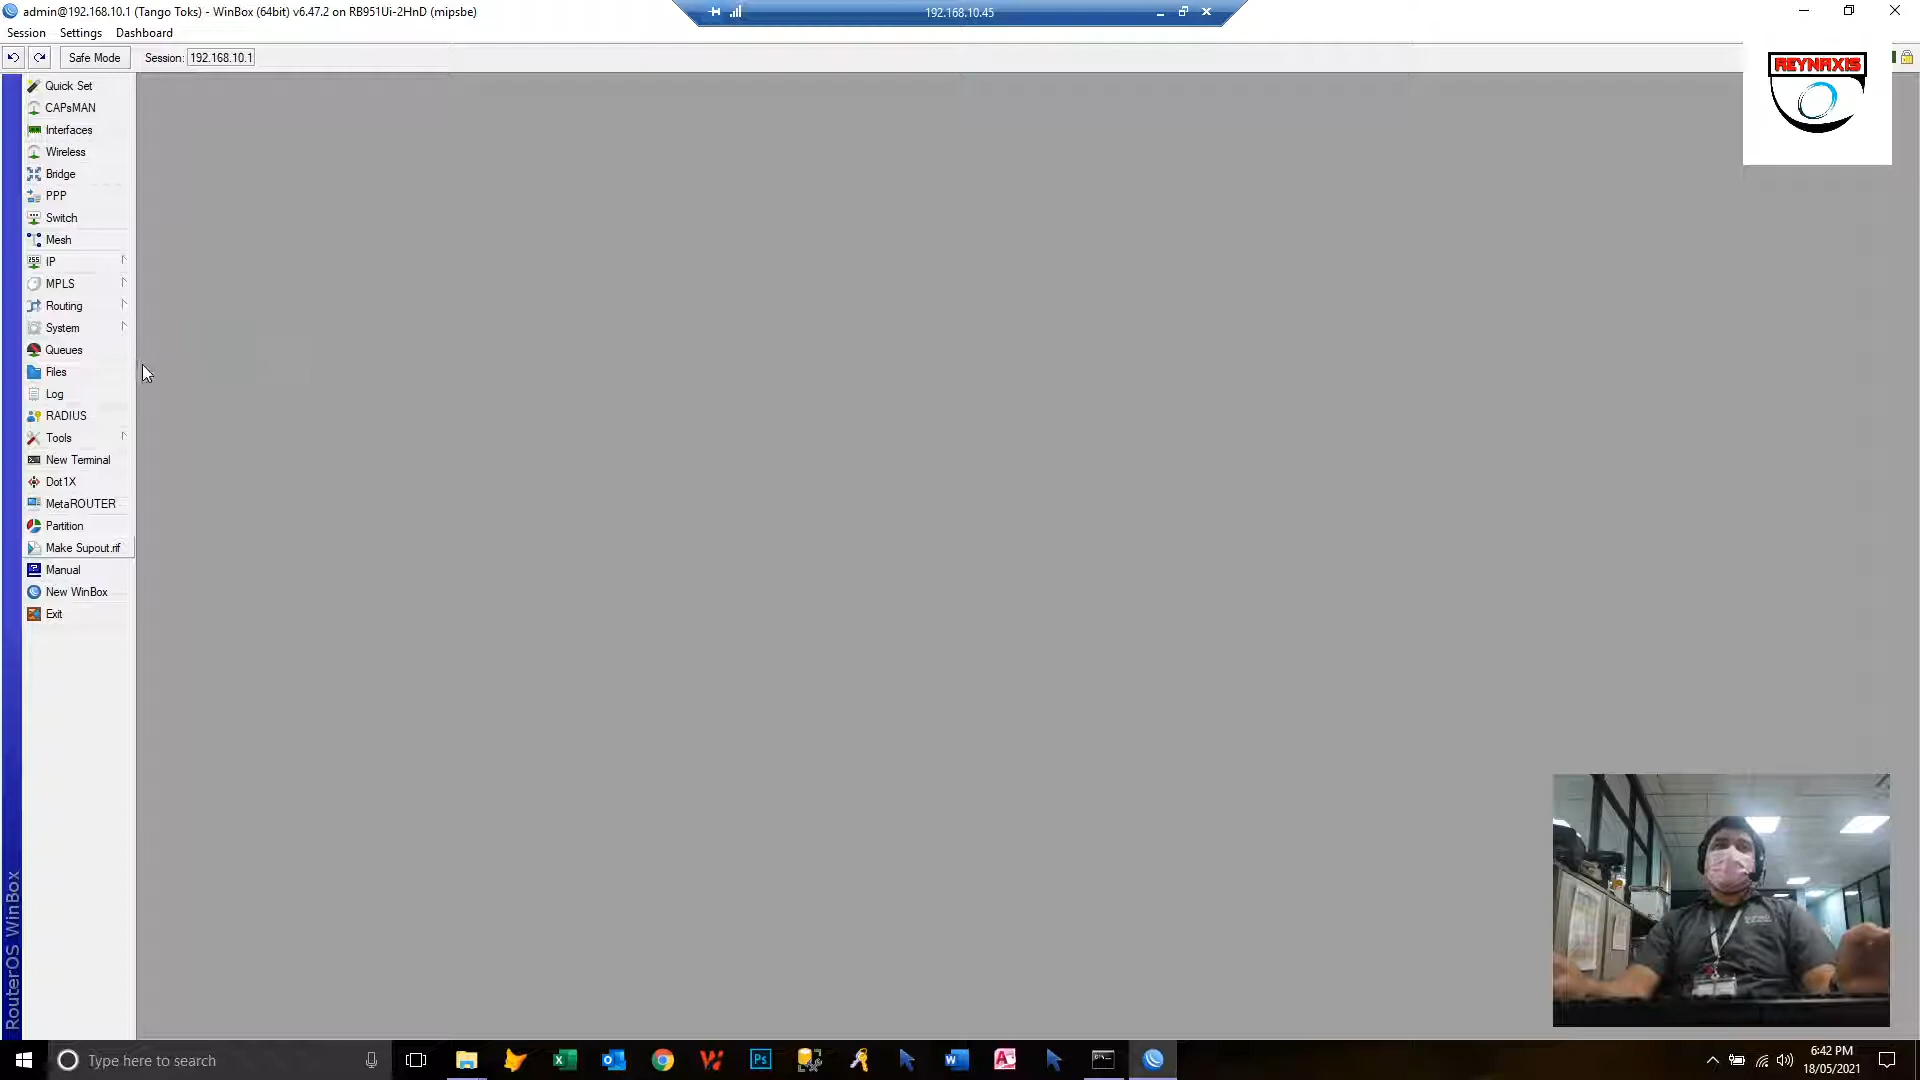 admin@192.168.10.1 (Tango Toks) - WinBox (64bit) v6.47.2 on RB951Ui-2HnD (mipsbe)
192.168.10.45
Session Settings Dashboard
Safe Mode Session: 192.168.10.1
REYNAXIS
Quick Set
CAPsMAN
Interfaces
Wireless
Bridge
PPP
Switch
Mesh
IP
MPLS
Routing
System
Queues
Files
Log
RADIUS
Tools
New Terminal
Dot1X
MetaROUTER
Partition
Make Supout.rif
Manual
New WinBox
Exit
RouterOS WinBox
Type here to search
6:42 PM
18/05/2021